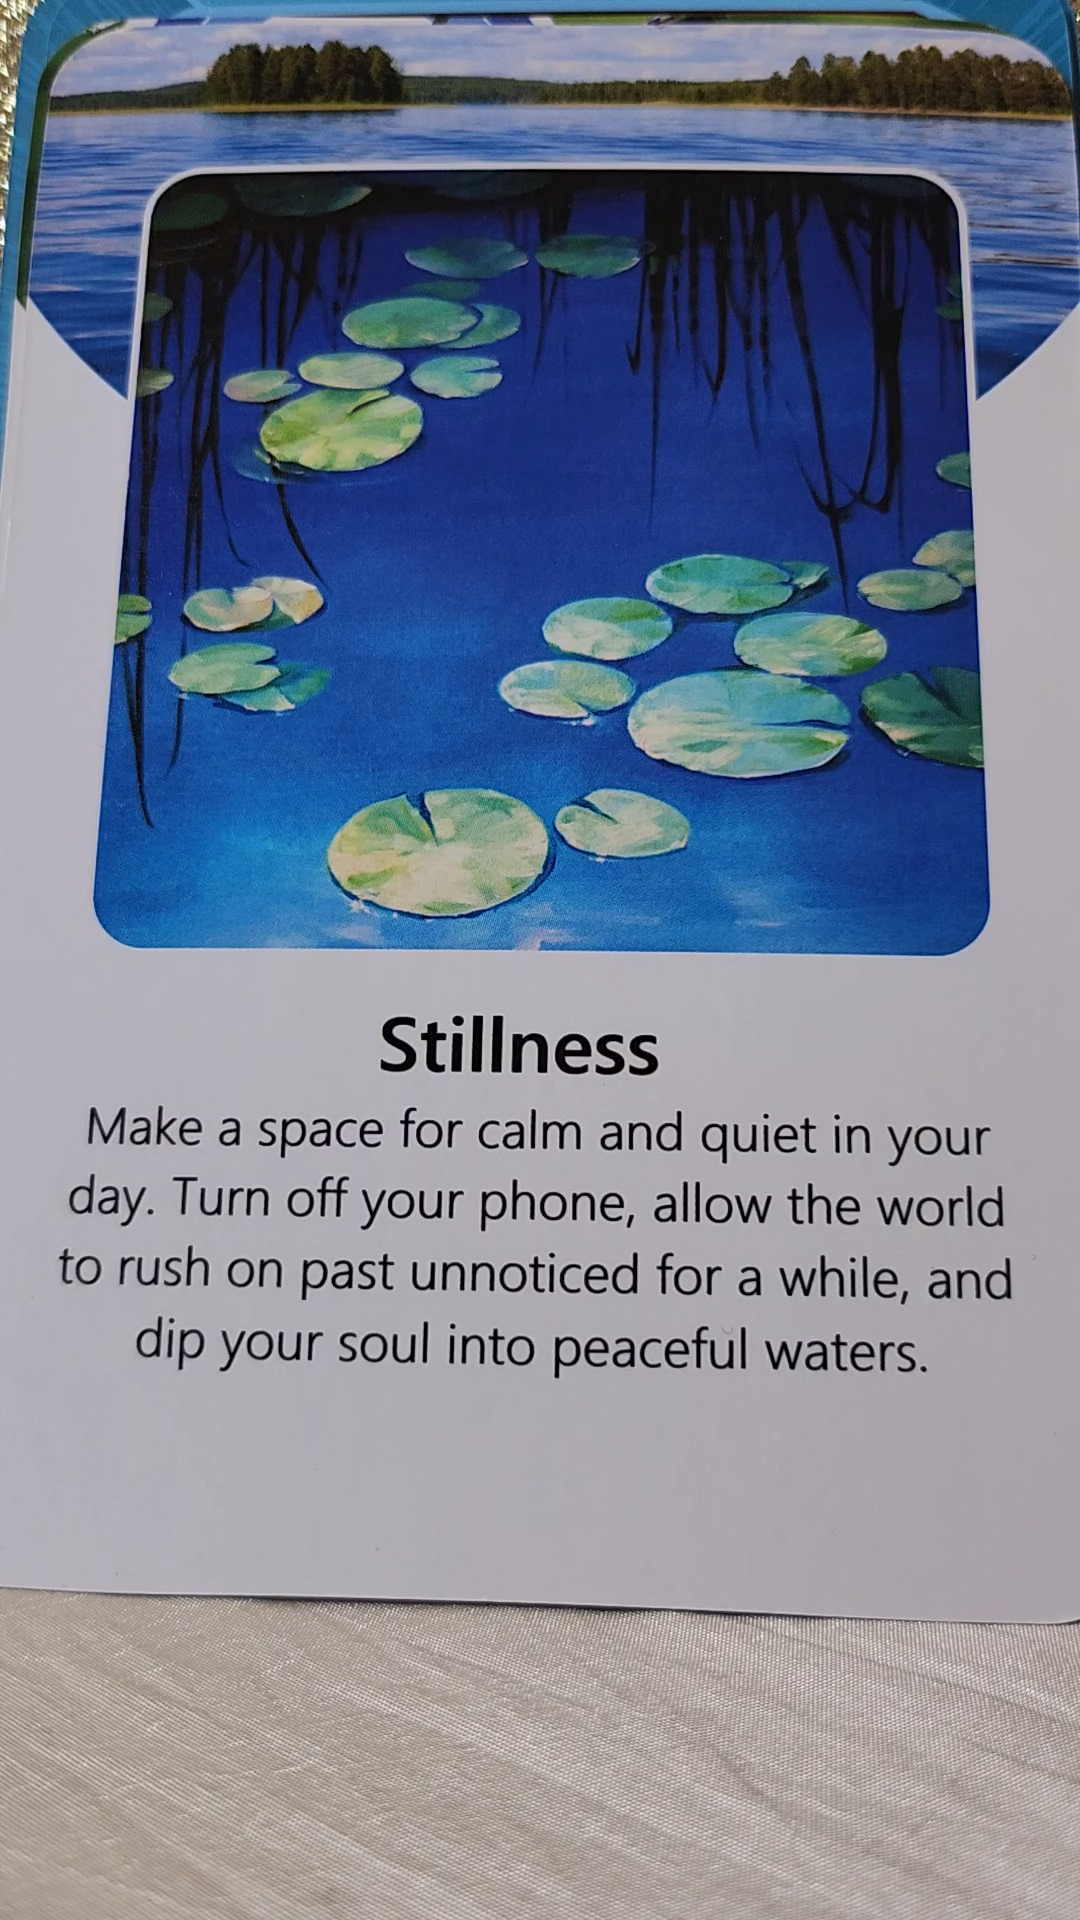 Stillness
Make a space for calm and quiet in your
day. Turn off your phone, allow the world
to rush on past unnoticed for a while, and
dip your soul into peaceful waters.